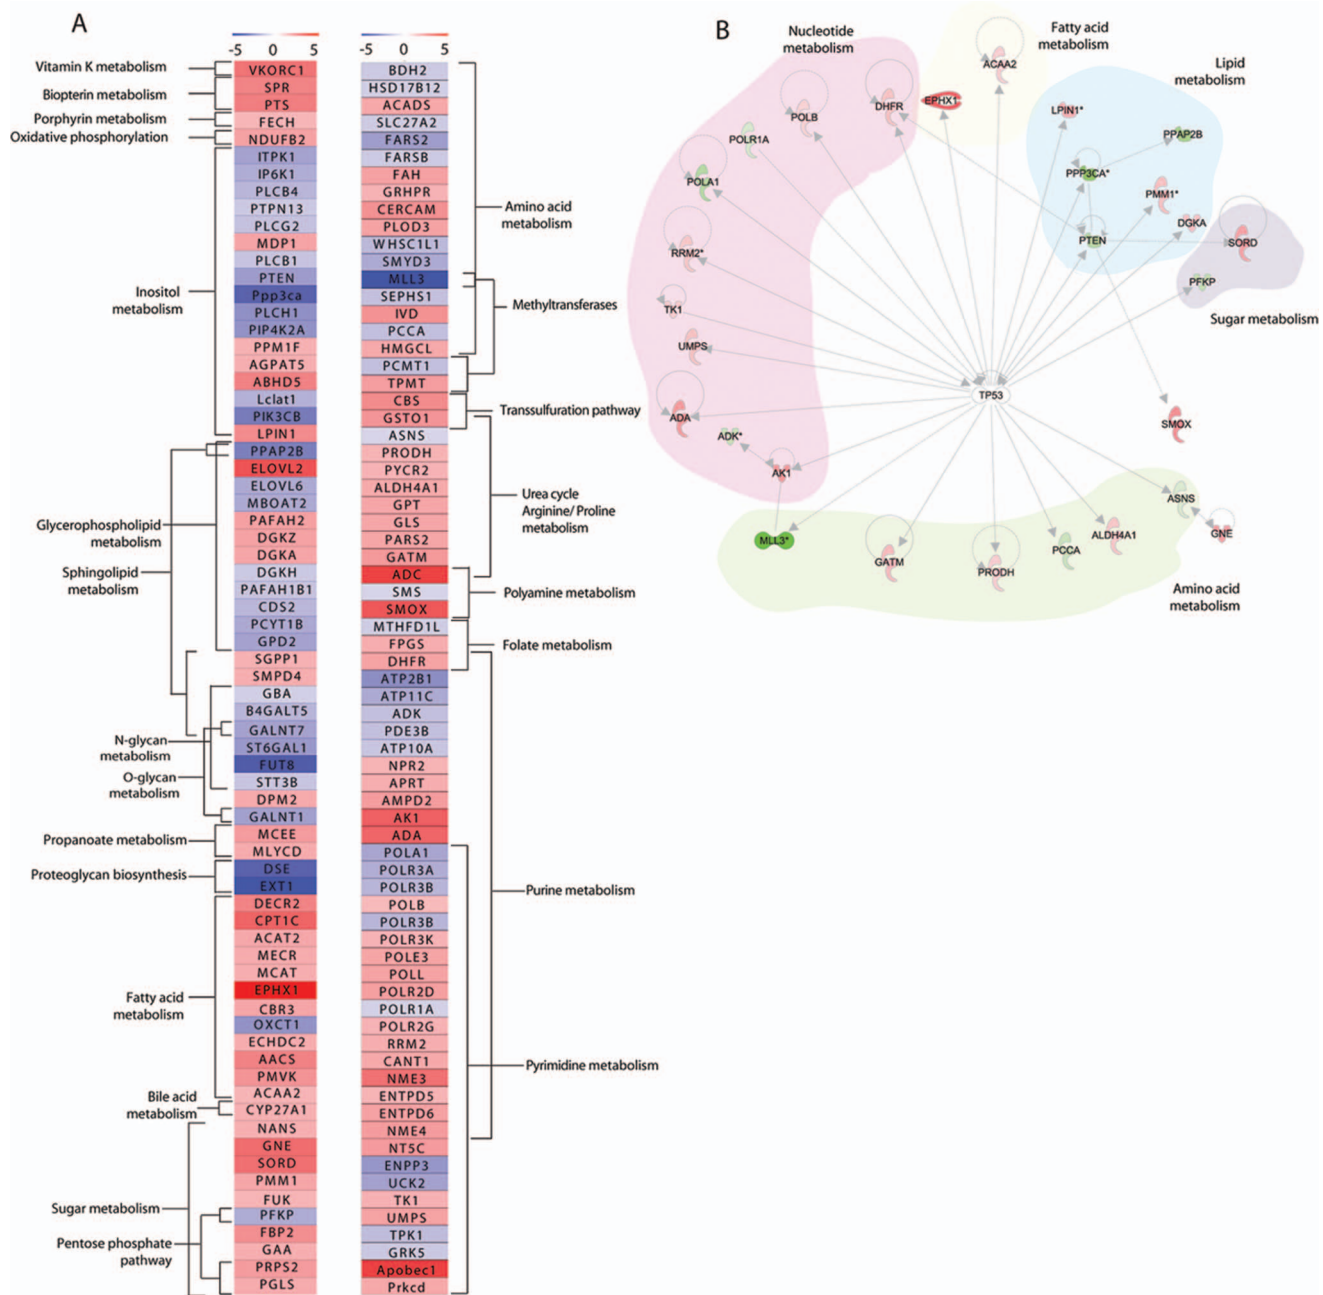 A
-5 0 5
-5 0 5
Vitamin K metabolism
Biopterin metabolism
Porphyrin metabolism
Oxidative phosphorylation
Inositol
metabolism
Glycerophospholipid
metabolism
Sphingolipid
metabolism
N-glycan
metabolism
O-glycan
metabolism
Propanoate metabolism
Proteoglycan biosynthesis
Fatty acid
metabolism
Bile acid
metabolism
Sugar metabolism
Pentose phosphate
pathway
VKORC1
SPR
PTS
FECH
NDUFB2
ITPK1
IP6K1
PLCB4
PTPN13
PLCG2
MDP1
PLCB1
PTEN
Ppp3ca
PLCH1
PIP4K2A
PPM1F
AGPAT5
ABHD5
Lclat1
PIK3CB
LPIN1
PPAP2B
ELOVL2
ELOVL6
MBOAT2
PAFAH2
DGKZ
DGKA
DGKH
PAFAH1B1
CDS2
PCYT1B
GPD2
SGPP1
SMPD4
GBA
B4GALT5
GALNT7
ST6GAL1
FUT8
STT3B
DPM2
GALNT1
MCEE
MLYCD
DSE
EXT1
DECR2
CPT1C
ACAT2
MECR
MCAT
EPHX1
CBR3
OXCT1
ECHDC2
AACS
PMVK
ACAA2
CYP27A1
NANS
GNE
SORD
PMM1
FUK
PFKP
FBP2
GAA
PRPS2
PGLS
BDH2
HSD17B12
ACADS
SLC27A2
FARS2
FARSB
FAH
GRHPR
CERCAM
PLOD3
WHSC1L1
SMYD3
MLL3
SEPHS1
IVD
PCCA
HMGCL
PCMT1
TPMT
CBS
GSTO1
ASNS
PRODH
PYCR2
ALDH4A1
GPT
GLS
PARS2
GATM
ADC
SMS
SMOX
MTHFD1L
FPGS
DHFR
ATP2B1
ATP11C
ADK
PDE3B
ATP10A
NPR2
APRT
AMPD2
AK1
ADA
POLA1
POLR3A
POLR3B
POLB
POLR3B
POLR3K
POLE3
POLL
POLR2D
POLR1A
POLR2G
RRM2
CANT1
NME3
ENTPD5
ENTPD6
NME4
NT5C
ENPP3
UCK2
TK1
UMPS
TPK1
GRK5
Apobec1
Prkcd
Amino acid
metabolism
Methyltransferases
Transsulfuration pathway
Urea cycle
Arginine/ Proline
metabolism
Polyamine metabolism
Folate metabolism
Purine metabolism
Pyrimidine metabolism
B
Nucleotide
metabolism
Fatty acid
metabolism
Lipid
metabolism
Sugar metabolism
Amino acid
metabolism
ACAA2
EPHX1
DHFR
POLB
POLR1A
POLA1
RRM2*
TK1
UMPS
ADA
ADK*
AK1
LPIN1*
PPAP2B
PPP3CA*
PMM1*
DGKA
PTEN
SORD
PFKP
TP53
SMOX
ASNS
GNE
MLL3*
GATM
PRODH
PCCA
ALDH4A1